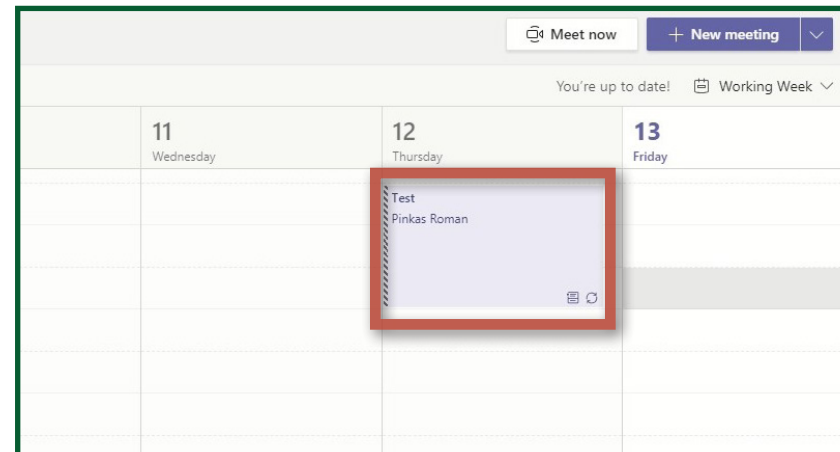 Meet now
+ New meeting
You're up to date!
Working Week
11
Wednesday
12
Thursday
13
Friday
Test
Pinkas Roman